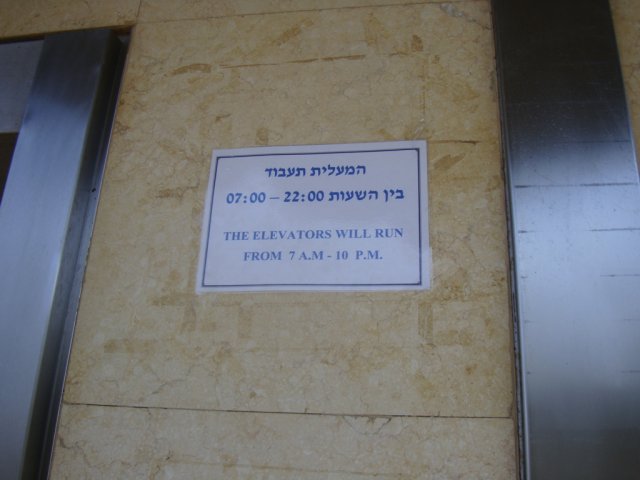 המעלית תעבוד
בין השעות 22:00 – 07:00
THE ELEVATORS WILL RUN
FROM 7 A.M - 10 P.M.